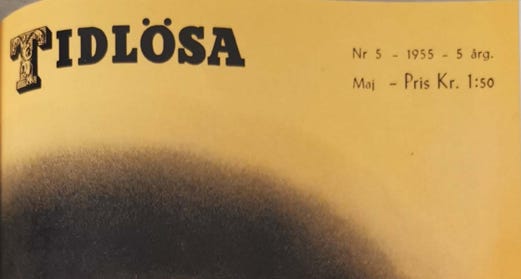 TIDLÖSA
Nr 5 - 1955 - 5 årg.
Maj - Pris Kr. 1:50